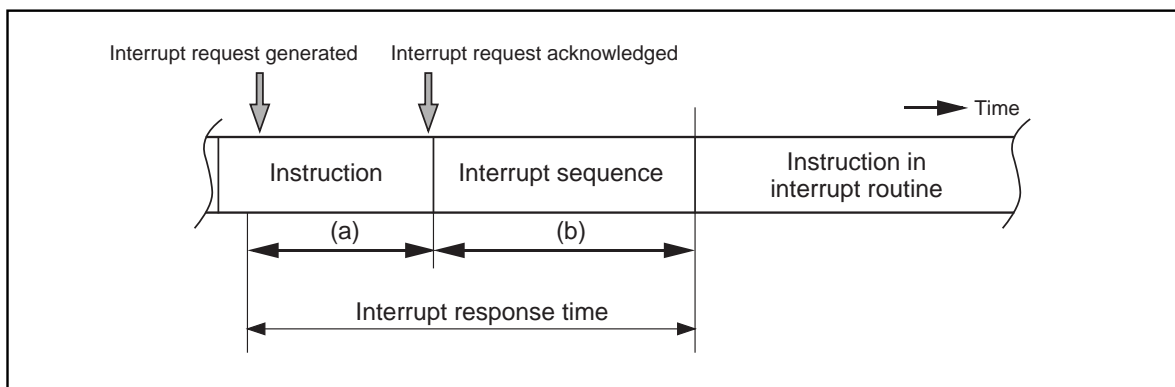 Interrupt request generated
Interrupt request acknowledged
Time
Instruction
Interrupt sequence
Instruction in
interrupt routine
(a)
(b)
Interrupt response time